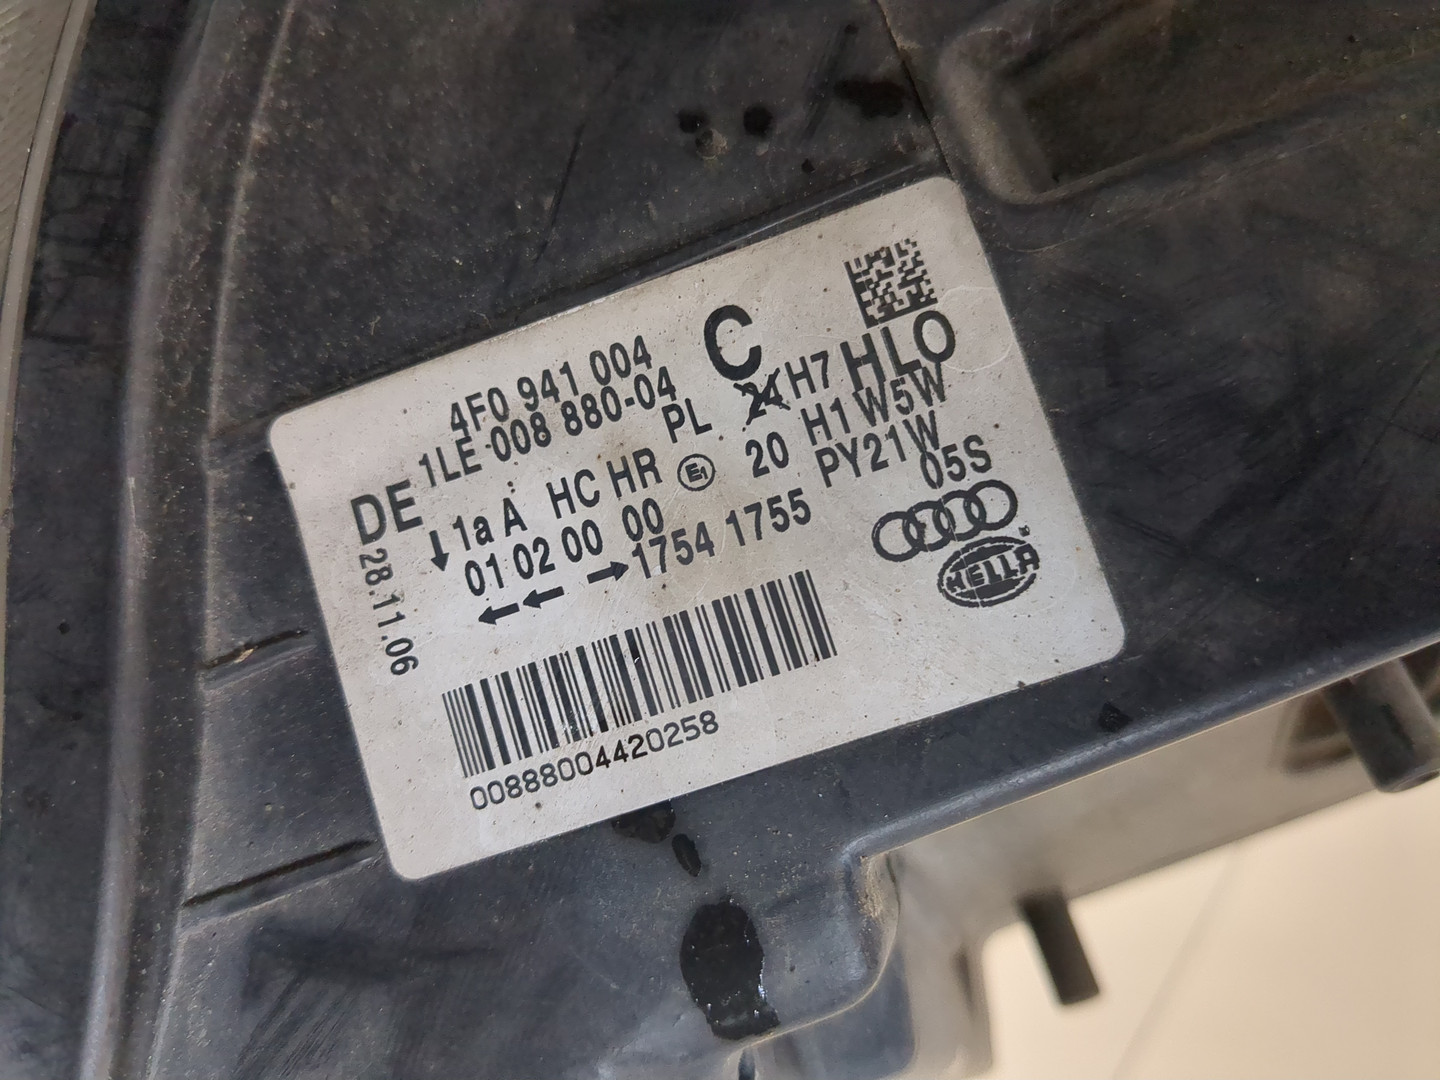 4F0 941 004 C
1LE 008 880-04 PL 24 H7 HLO
DE 1a A HC HR E1 20 H1 W5W
↓ 01 02 00 00 PY21W
←← →1754 1755 05S
28.11.06
HELLA
00888004420258